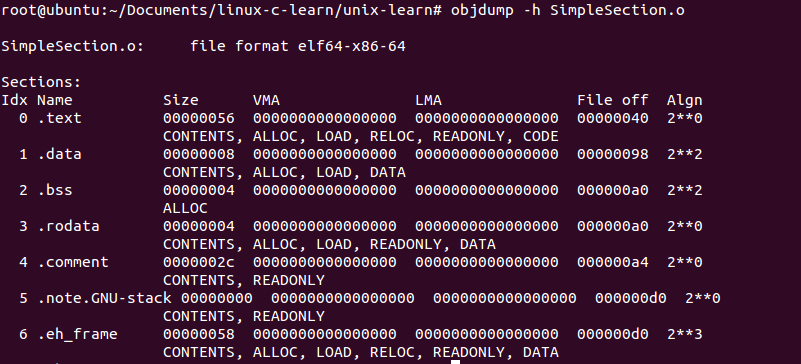 root@ubuntu:~/Documents/linux-c-learn/unix-learn# objdump -h SimpleSection.o
SimpleSection.o:     file format elf64-x86-64
Sections:
Idx Name          Size      VMA               LMA               File off  Algn
  0 .text         00000056  0000000000000000  0000000000000000  00000040  2**0
                  CONTENTS, ALLOC, LOAD, RELOC, READONLY, CODE
  1 .data         00000008  0000000000000000  0000000000000000  00000098  2**2
                  CONTENTS, ALLOC, LOAD, DATA
  2 .bss          00000004  0000000000000000  0000000000000000  000000a0  2**2
                  ALLOC
  3 .rodata       00000004  0000000000000000  0000000000000000  000000a0  2**0
                  CONTENTS, ALLOC, LOAD, READONLY, DATA
  4 .comment      0000002c  0000000000000000  0000000000000000  000000a4  2**0
                  CONTENTS, READONLY
  5 .note.GNU-stack 00000000  0000000000000000  0000000000000000  000000d0  2**0
                  CONTENTS, READONLY
  6 .eh_frame     00000058  0000000000000000  0000000000000000  000000d0  2**3
                  CONTENTS, ALLOC, LOAD, RELOC, READONLY, DATA